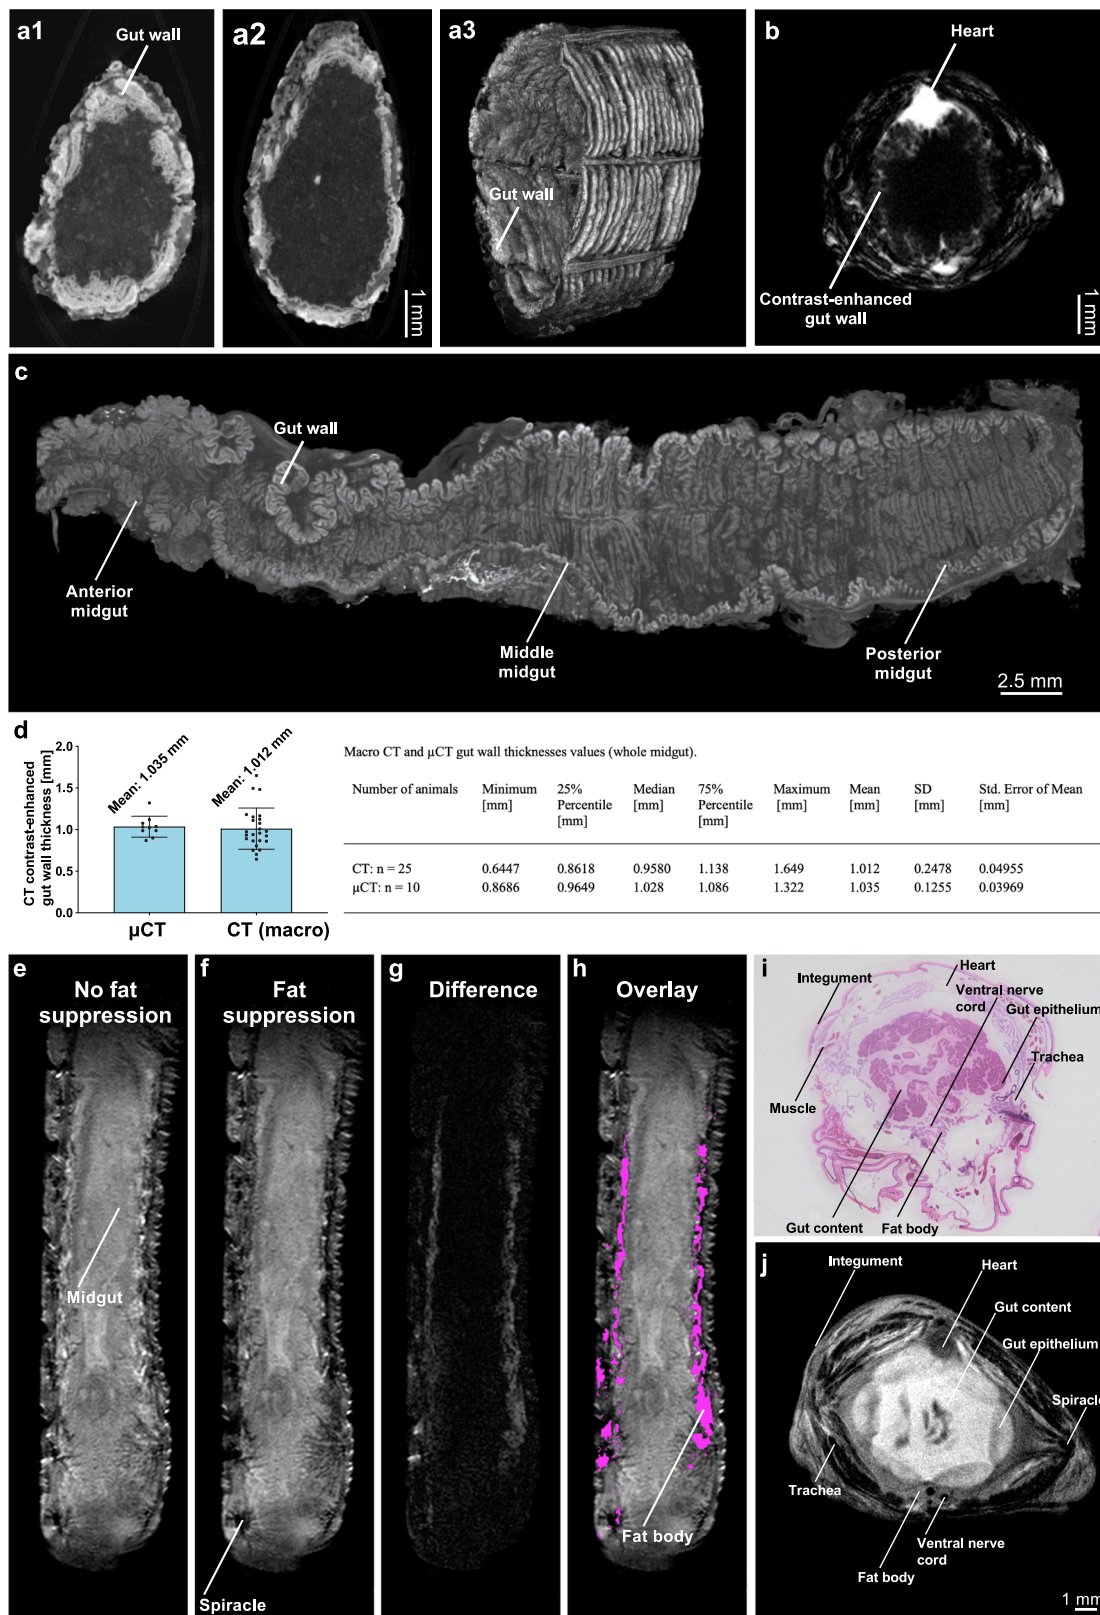 a1
Gut wall
a2
1 mm
a3
Gut wall
b
Heart
Contrast-enhanced
gut wall
1 mm
c
Gut wall
Anterior
midgut
Middle
midgut
Posterior
midgut
2.5 mm
d
CT contrast-enhanced
gut wall thickness [mm]
2.0
1.5
1.0
0.5
0.0
Mean: 1.035 mm
Mean: 1.012 mm
µCT
CT (macro)
Macro CT and µCT gut wall thicknesses values (whole midgut).
Number of animals Minimum [mm] 25% Percentile [mm] Median [mm] 75% Percentile [mm] Maximum [mm] Mean [mm] SD [mm] Std. Error of Mean [mm]
CT: n = 25 0.6447 0.8618 0.9580 1.138 1.649 1.012 0.2478 0.04955
µCT: n = 10 0.8686 0.9649 1.028 1.086 1.322 1.035 0.1255 0.03969
e
No fat
suppression
Midgut
f
Fat
suppression
Spiracle
g
Difference
h
Overlay
Fat body
i
Integument
Heart
Ventral nerve
cord
Gut epithelium
Trachea
Muscle
Gut content
Fat body
j
Integument
Heart
Gut content
Gut epithelium
Spiracle
Trachea
Ventral nerve
cord
Fat body
1 mm